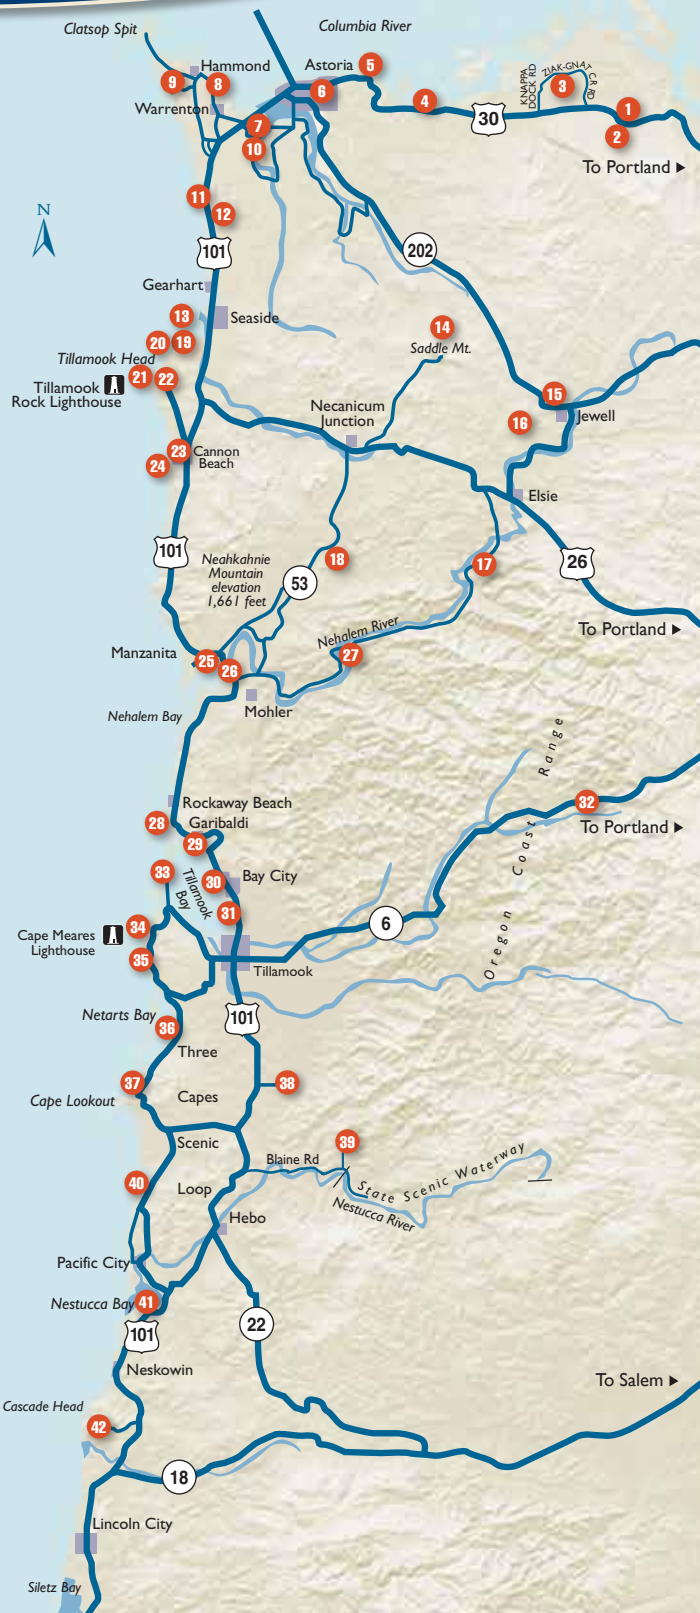 Clatsop Spit
Columbia River
Hammond
Astoria
5
9
8
6
4
KNAPPA
DOCK RD
ZIAK-GNAT
CR. RD
3
1
Warrenton
7
30
2
10
To Portland
11
12
N
202
101
Gearhart
13
Seaside
14
20
19
Saddle Mt.
Tillamook Head
21
22
Tillamook
Rock Lighthouse
15
Necanicum
Junction
16
Jewell
23
Cannon
Beach
24
Elsie
101
Neahkahnie
Mountain
elevation
1,661 feet
18
53
17
26
Nehalem River
To Portland
Manzanita
25
26
27
Mohler
Nehalem Bay
Oregon Coast Range
Rockaway Beach
32
28
Garibaldi
To Portland
29
33
Tillamook
Bay
30
Bay City
31
34
6
Cape Meares
Lighthouse
35
Tillamook
Netarts Bay
101
36
Three
37
38
Cape Lookout
Capes
Scenic
39
Blaine Rd
State Scenic Waterway
40
Loop
Nestucca River
Hebo
Pacific City
Nestucca Bay
41
101
22
Neskowin
To Salem
Cascade Head
42
18
Lincoln City
Siletz Bay